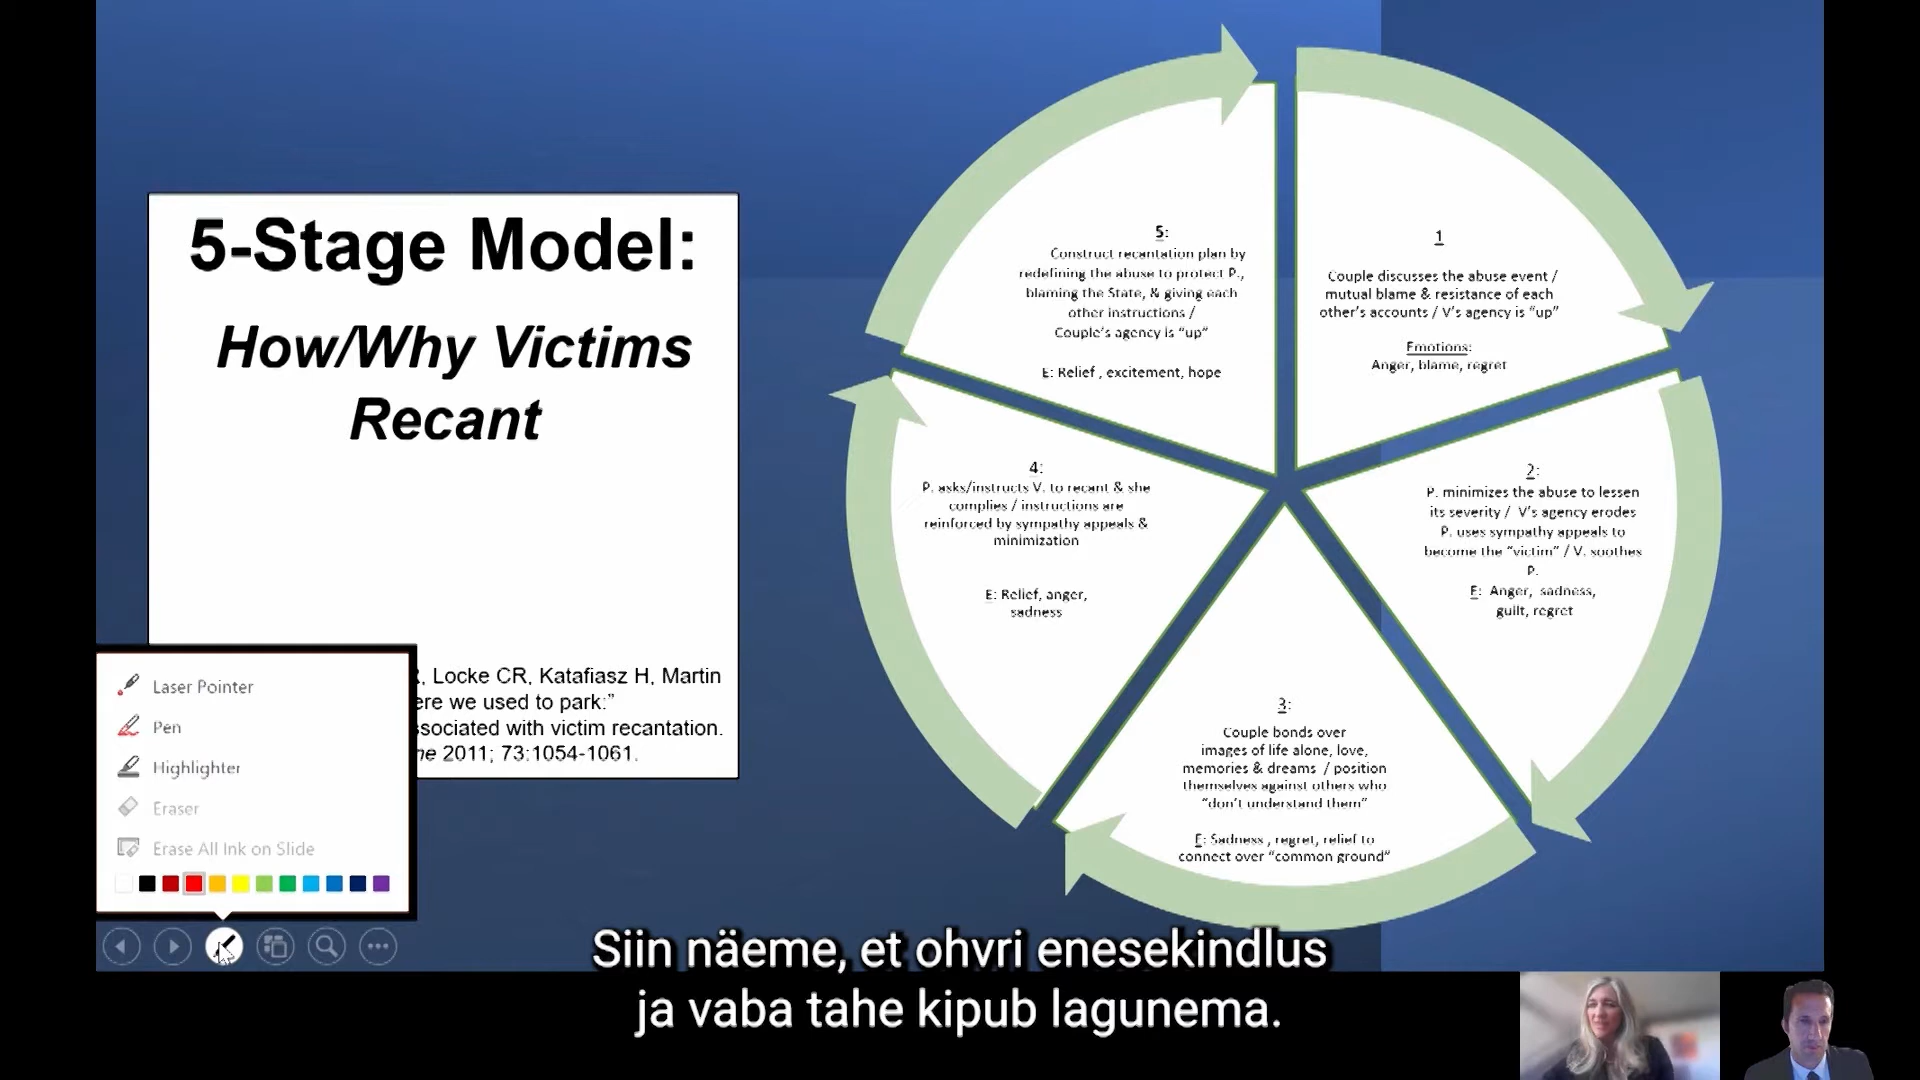 5-Stage Model:
How/Why Victims
Recant
, Locke CR, Katafiasz H, Martin
ere we used to park:”
ssociated with victim recantation.
ne 2011; 73:1054-1061.
Laser Pointer
Pen
Highlighter
Eraser
Erase All Ink on Slide
1
Couple discusses the abuse event /
mutual blame & resistance of each
other’s accounts / V’s agency is “up”
Emotions:
Anger, blame, regret
2:
P. minimizes the abuse to lessen
its severity / V’s agency erodes
P. uses sympathy appeals to
become the “victim” / V. soothes
P.
E: Anger, sadness,
guilt, regret
3:
Couple bonds over
images of life alone, love,
memories & dreams / position
themselves against others who
“don’t understand them”
E: Sadness , regret, relief to
connect over “common ground”
4:
P. asks/instructs V. to recant & she
complies / instructions are
reinforced by sympathy appeals &
minimization
E: Relief, anger,
sadness
5:
Construct recantation plan by
redefining the abuse to protect P.,
blaming the State, & giving each
other instructions /
Couple’s agency is “up”
E: Relief , excitement, hope
Siin näeme, et ohvri enesekindlus
ja vaba tahe kipub lagunema.